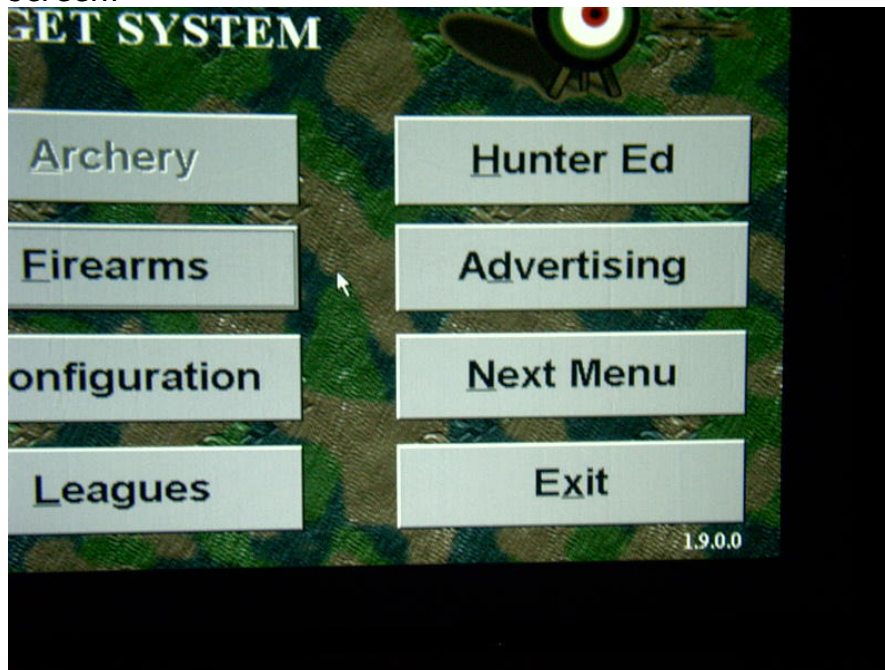 GET SYSTEM
Archery
Hunter Ed
Firearms
Advertising
onfiguration
Next Menu
Leagues
Exit
1.9.0.0